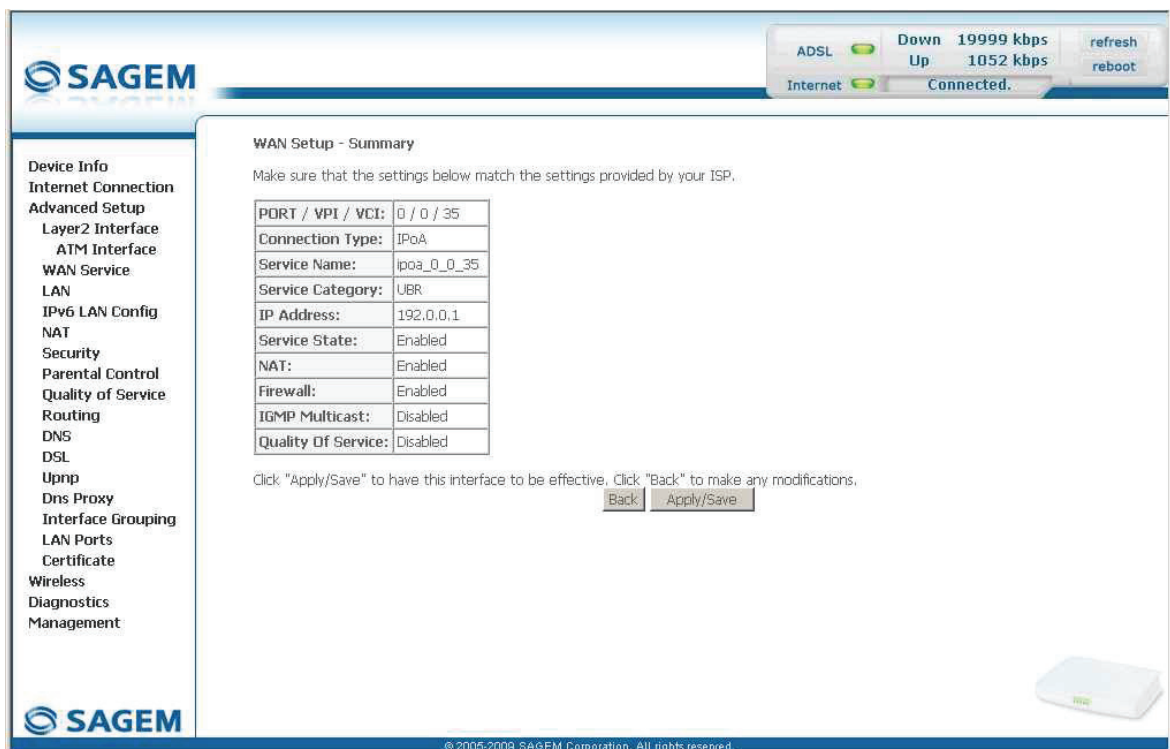 SAGEM
ADSL Down 19999 kbps refresh
Up 1052 kbps reboot
Internet Connected.
Device Info
Internet Connection
Advanced Setup
Layer2 Interface
ATM Interface
WAN Service
LAN
IPv6 LAN Config
NAT
Security
Parental Control
Quality of Service
Routing
DNS
DSL
Upnp
Dns Proxy
Interface Grouping
LAN Ports
Certificate
Wireless
Diagnostics
Management
WAN Setup - Summary
Make sure that the settings below match the settings provided by your ISP.
PORT / VPI / VCI: 0 / 0 / 35
Connection Type: IPoA
Service Name: ipoa_0_0_35
Service Category: UBR
IP Address: 192.0.0.1
Service State: Enabled
NAT: Enabled
Firewall: Enabled
IGMP Multicast: Disabled
Quality Of Service: Disabled
Click "Apply/Save" to have this interface to be effective. Click "Back" to make any modifications.
Back Apply/Save
SAGEM
© 2005-2009 SAGEM Corporation. All rights reserved.